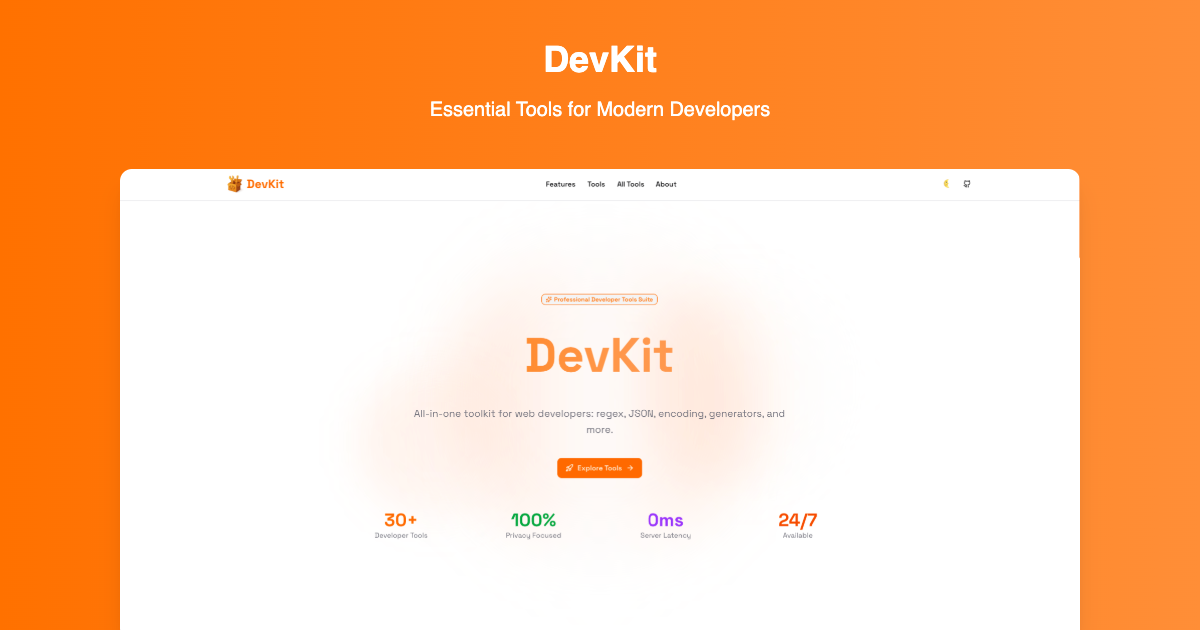 DevKit
Essential Tools for Modern Developers
DevKit
Features Tools All Tools About
Professional Developer Tools Suite
DevKit
All-in-one toolkit for web developers: regex, JSON, encoding, generators, and
more.
Explore Tools →
30+ 100% 0ms 24/7
Developer Tools Privacy Focused Server Latency Available